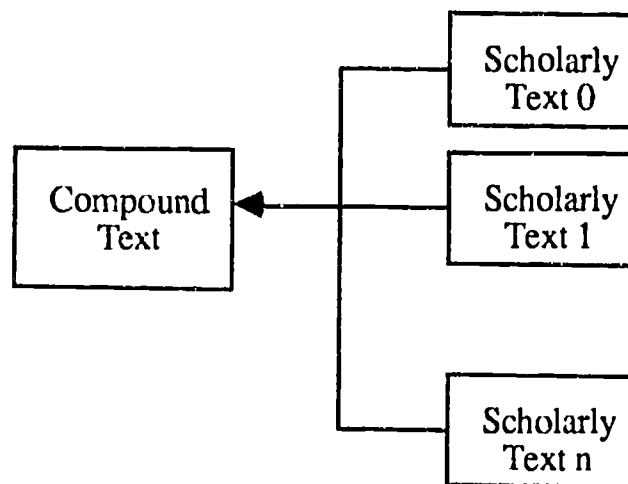 Scholarly
Text 0
Compound
Text
Scholarly
Text 1
Scholarly
Text n